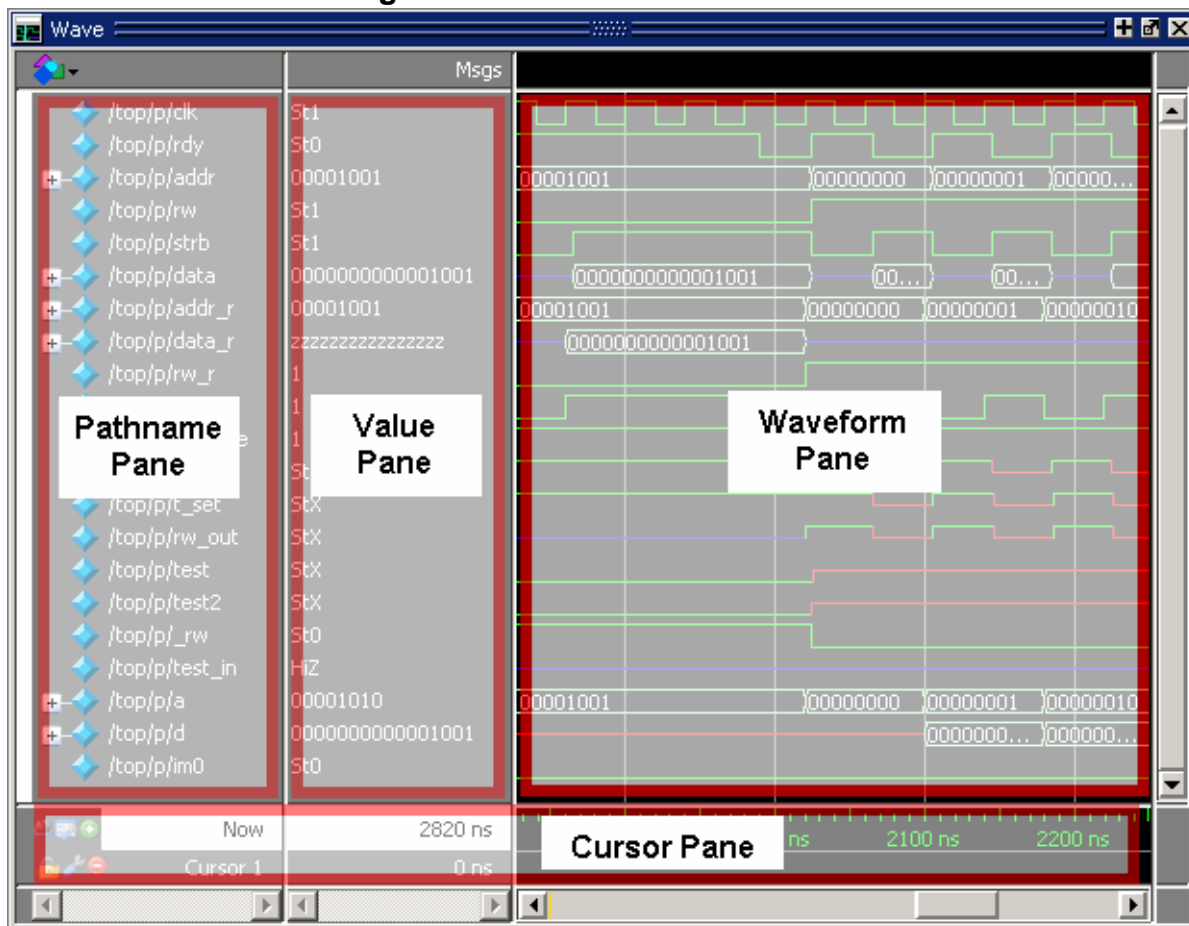 Wave
Msgs
/top/p/clk St1
/top/p/rdy St0
/top/p/addr 00001001 00001001 00000000 00000001 00000...
/top/p/rw St1
/top/p/strb St1
/top/p/data 0000000000001001 0000000000001001 00... 00...
/top/p/addr_r 00001001 00001001 00000000 00000001 00000010
/top/p/data_r zzzzzzzzzzzzzzzz 0000000000001001
/top/p/rw_r 1
1
Pathname Pane
Value Pane
Waveform Pane
e 1
St
/top/p/t_set StX
/top/p/rw_out StX
/top/p/test StX
/top/p/test2 StX
/top/p/_rw St0
/top/p/test_in HiZ
/top/p/a 00001010 00001001 00000000 00000001 00000010
/top/p/d 0000000000001001 0000000... 000000...
/top/p/im0 St0
Now 2820 ns
Cursor Pane
ns 2100 ns 2200 ns
Cursor 1 0 ns